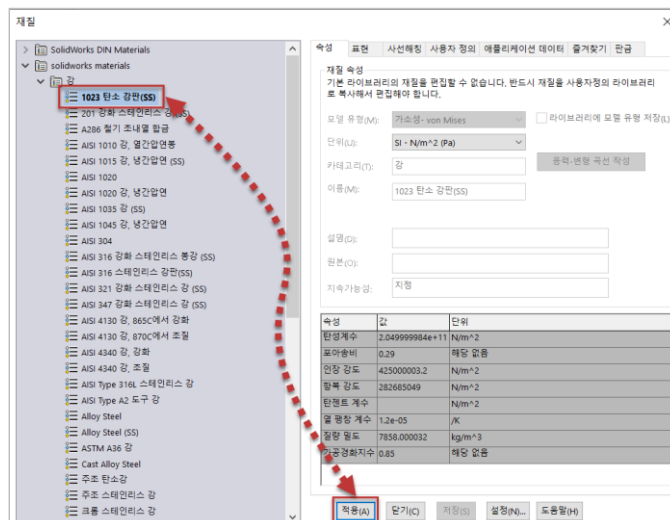 재질
SolidWorks DIN Materials
solidworks materials
강
1023 탄소 강판(SS)
201 강화 스테인리스 강(SS)
A286 철기 초내열 합금
AISI 1010 강, 열간압연봉
AISI 1015 강, 냉간압연 (SS)
AISI 1020
AISI 1020 강, 냉간압연
AISI 1035 강 (SS)
AISI 1045 강, 냉간압연
AISI 304
AISI 316 강화 스테인리스 봉강 (SS)
AISI 316 스테인리스 강판(SS)
AISI 321 강화 스테인리스 강 (SS)
AISI 347 강화 스테인리스 강 (SS)
AISI 4130 강, 865C에서 강화
AISI 4130 강, 870C에서 조질
AISI 4340 강, 강화
AISI 4340 강, 조질
AISI Type 316L 스테인리스 강
AISI Type A2 도구 강
Alloy Steel
Alloy Steel (SS)
ASTM A36 강
Cast Alloy Steel
주조 탄소강
주조 스테인리스 강
크롬 스테인리스 강
속성 표현 사선해칭 사용자 정의 애플리케이션 데이터 즐겨찾기 판금
재질 속성
기본 라이브러리의 재질을 편집할 수 없습니다. 반드시 재질을 사용자정의 라이브러리
로 복사해서 편집해야 합니다.
모델 유형(M): 가소성- von Mises 라이브러리에 모델 유형 저장(L)
단위(U): SI - N/m^2 (Pa)
카테고리(T): 강 응력-변형 곡선 작성
이름(M): 1023 탄소 강판(SS)
설명(D):
원본(O):
지속가능성: 지정
속성 값 단위
탄성계수 2.049999984e+11 N/m^2
포아송비 0.29 해당 없음
인장 강도 425000003.2 N/m^2
항복 강도 282685049 N/m^2
탄젠트 계수 N/m^2
열 팽창 계수 1.2e-05 /K
질량 밀도 7858.000032 kg/m^3
가공경화지수 0.85 해당 없음
적용(A) 닫기(C) 저장(S) 설정(N)... 도움말(H)